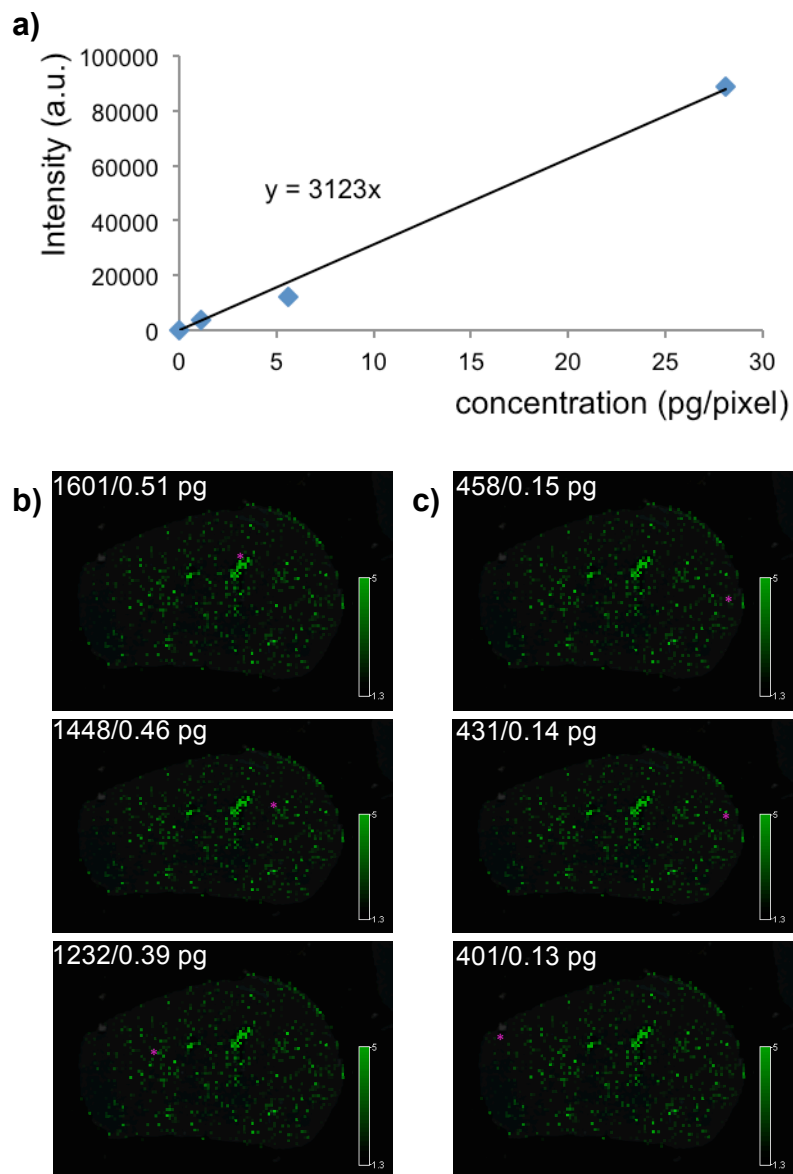 a)
Intensity (a.u.)
100000
80000
60000
40000
20000
0
y = 3123x
0 5 10 15 20 25 30
concentration (pg/pixel)
b)
1601/0.51 pg
5
1.3
1448/0.46 pg
5
1.3
1232/0.39 pg
5
1.3
c)
458/0.15 pg
*
5
1.3
431/0.14 pg
*
5
1.3
401/0.13 pg
*
5
1.3